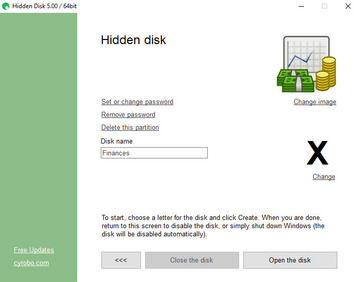 Hidden Disk 5.00 / 64bit
Hidden disk
Set or change password
Change image
Remove password
Delete this partition
Disk name
Finances
X
Change
To start, choose a letter for the disk and click Create. When you are done,
return to this screen to disable the disk, or simply shut down Windows (the
disk will be disabled automatically).
Free Updates
cyrobo.com
<<<
Close the disk
Open the disk